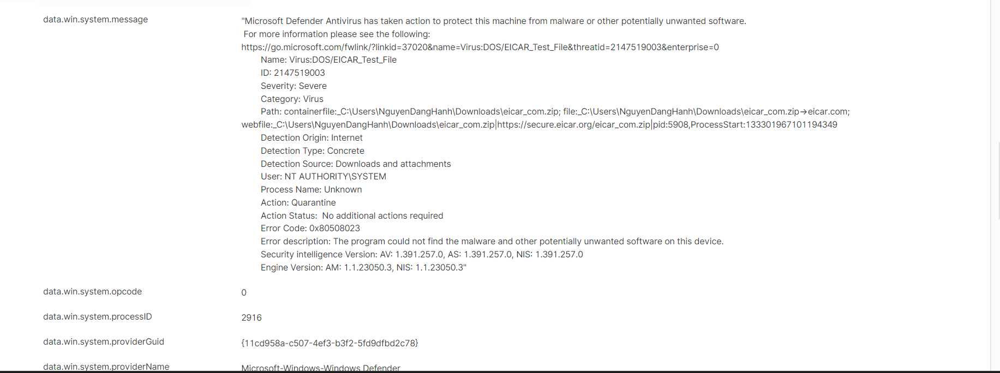 data.win.system.message
"Microsoft Defender Antivirus has taken action to protect this machine from malware or other potentially unwanted software.
For more information please see the following:
https://go.microsoft.com/fwlink/?linkid=37020&name=Virus:DOS/EICAR_Test_File&threatid=2147519003&enterprise=0
Name: Virus:DOS/EICAR_Test_File
ID: 2147519003
Severity: Severe
Category: Virus
Path: containerfile:_C:\Users\NguyenDangHanh\Downloads\eicar_com.zip; file:_C:\Users\NguyenDangHanh\Downloads\eicar_com.zip->eicar.com;
webfile:_C:\Users\NguyenDangHanh\Downloads\eicar_com.zip|https://secure.eicar.org/eicar_com.zip|pid:5908,ProcessStart:133301967101194349
Detection Origin: Internet
Detection Type: Concrete
Detection Source: Downloads and attachments
User: NT AUTHORITY\SYSTEM
Process Name: Unknown
Action: Quarantine
Action Status:  No additional actions required
Error Code: 0x80508023
Error description: The program could not find the malware and other potentially unwanted software on this device.
Security intelligence Version: AV: 1.391.257.0, AS: 1.391.257.0, NIS: 1.391.257.0
Engine Version: AM: 1.1.23050.3, NIS: 1.1.23050.3"
data.win.system.opcode
0
data.win.system.processID
2916
data.win.system.providerGuid
{11cd958a-c507-4ef3-b3f2-5fd9dfbd2c78}
data.win.system.providerName
Microsoft-Windows-Windows Defender